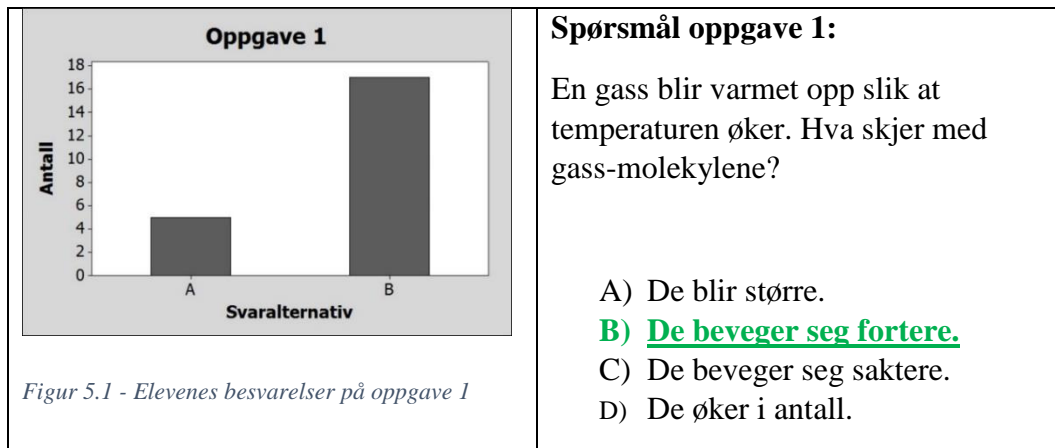 Oppgave 1
Antall
18
16
14
12
10
8
6
4
2
0
A
B
Svaralternativ
Figur 5.1 - Elevenes besvarelser på oppgave 1
Spørsmål oppgave 1:
En gass blir varmet opp slik at
temperaturen øker. Hva skjer med
gass-molekylene?
A) De blir større.
B) De beveger seg fortere.
C) De beveger seg saktere.
D) De øker i antall.